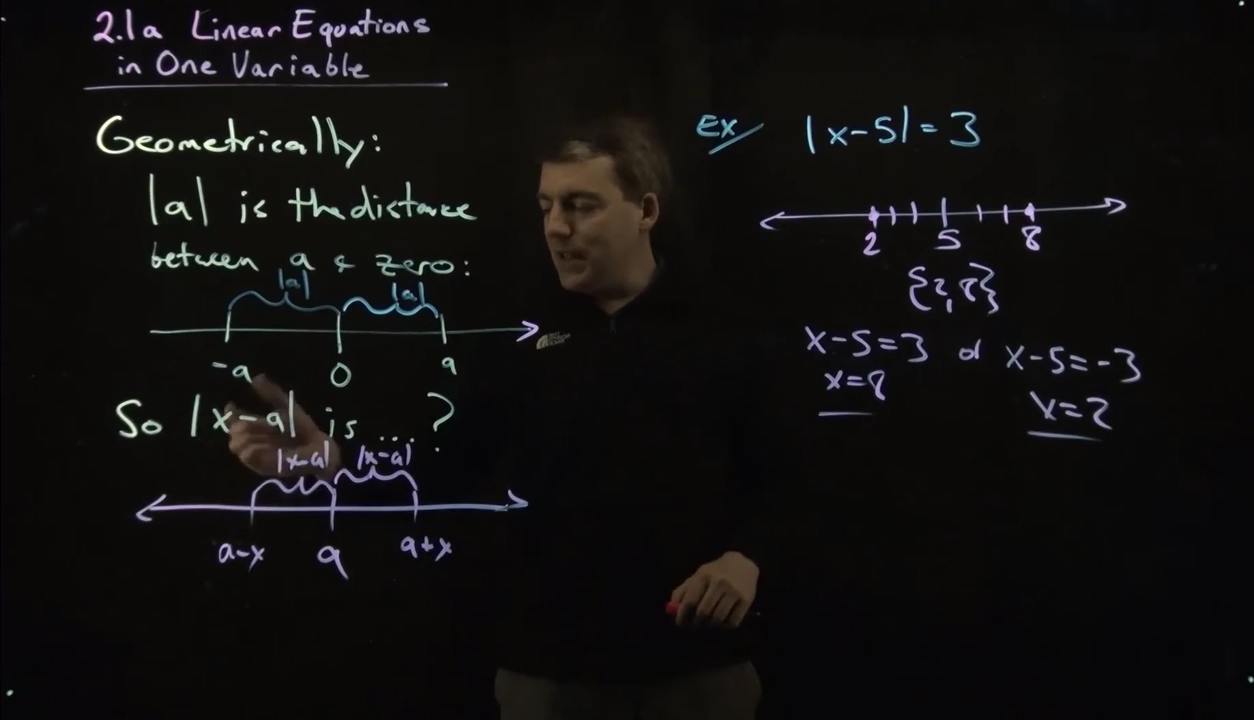 2.1a Linear Equations
in One Variable
Geometrically:
|a| is the distance
between a & zero:
|a| |a|
-a 0 a
So |x-a| is ...?
|x-a| |x-a|
a-x a a+x
Ex |x-5|=3
2 5 8
{2,8}
x-5=3 or x-5=-3
x=8 x=2